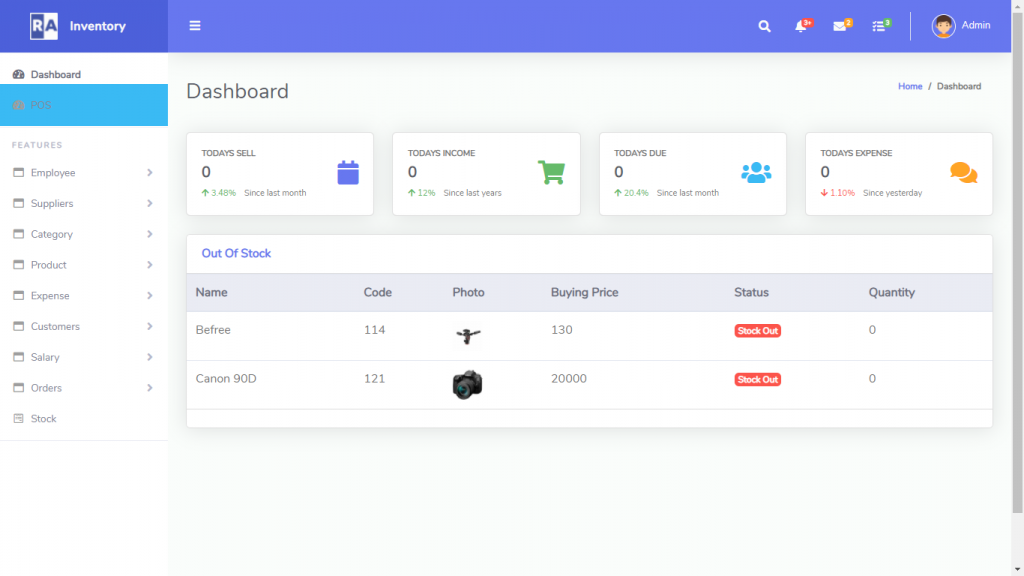 RA Inventory
3+
2
3
Admin
Dashboard
POS
FEATURES
Employee
Suppliers
Category
Product
Expense
Customers
Salary
Orders
Stock
Dashboard
Home / Dashboard
TODAYS SELL
0
3.48% Since last month
TODAYS INCOME
0
12% Since last years
TODAYS DUE
0
20.4% Since last month
TODAYS EXPENSE
0
1.10% Since yesterday
Out Of Stock
Name Code Photo Buying Price Status Quantity
Befree 114 130 Stock Out 0
Canon 90D 121 20000 Stock Out 0